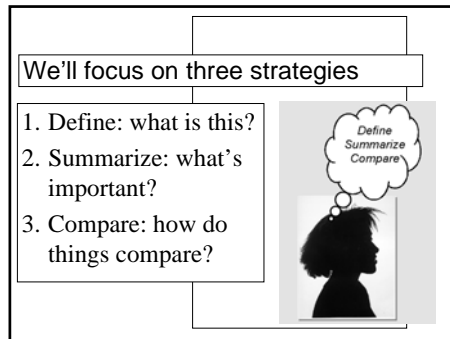 We'll focus on three strategies
1. Define: what is this?
2. Summarize: what's
important?
3. Compare: how do
things compare?
Define
Summarize
Compare